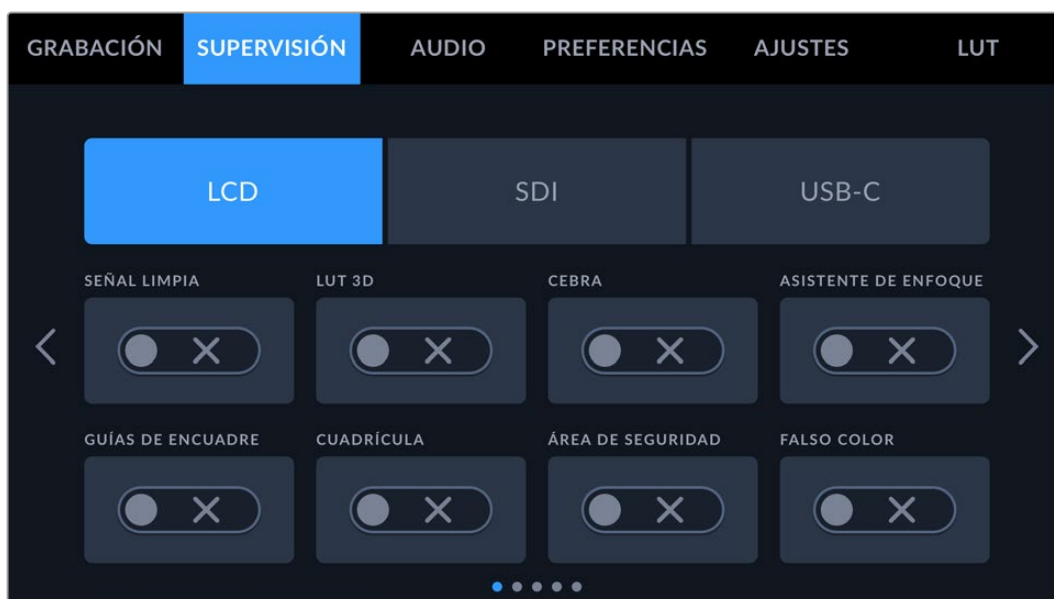 GRABACIÓN SUPERVISIÓN AUDIO PREFERENCIAS AJUSTES LUT
LCD SDI USB-C
SEÑAL LIMPIA LUT 3D CEBRA ASISTENTE DE ENFOQUE
GUÍAS DE ENCUADRE CUADRÍCULA ÁREA DE SEGURIDAD FALSO COLOR